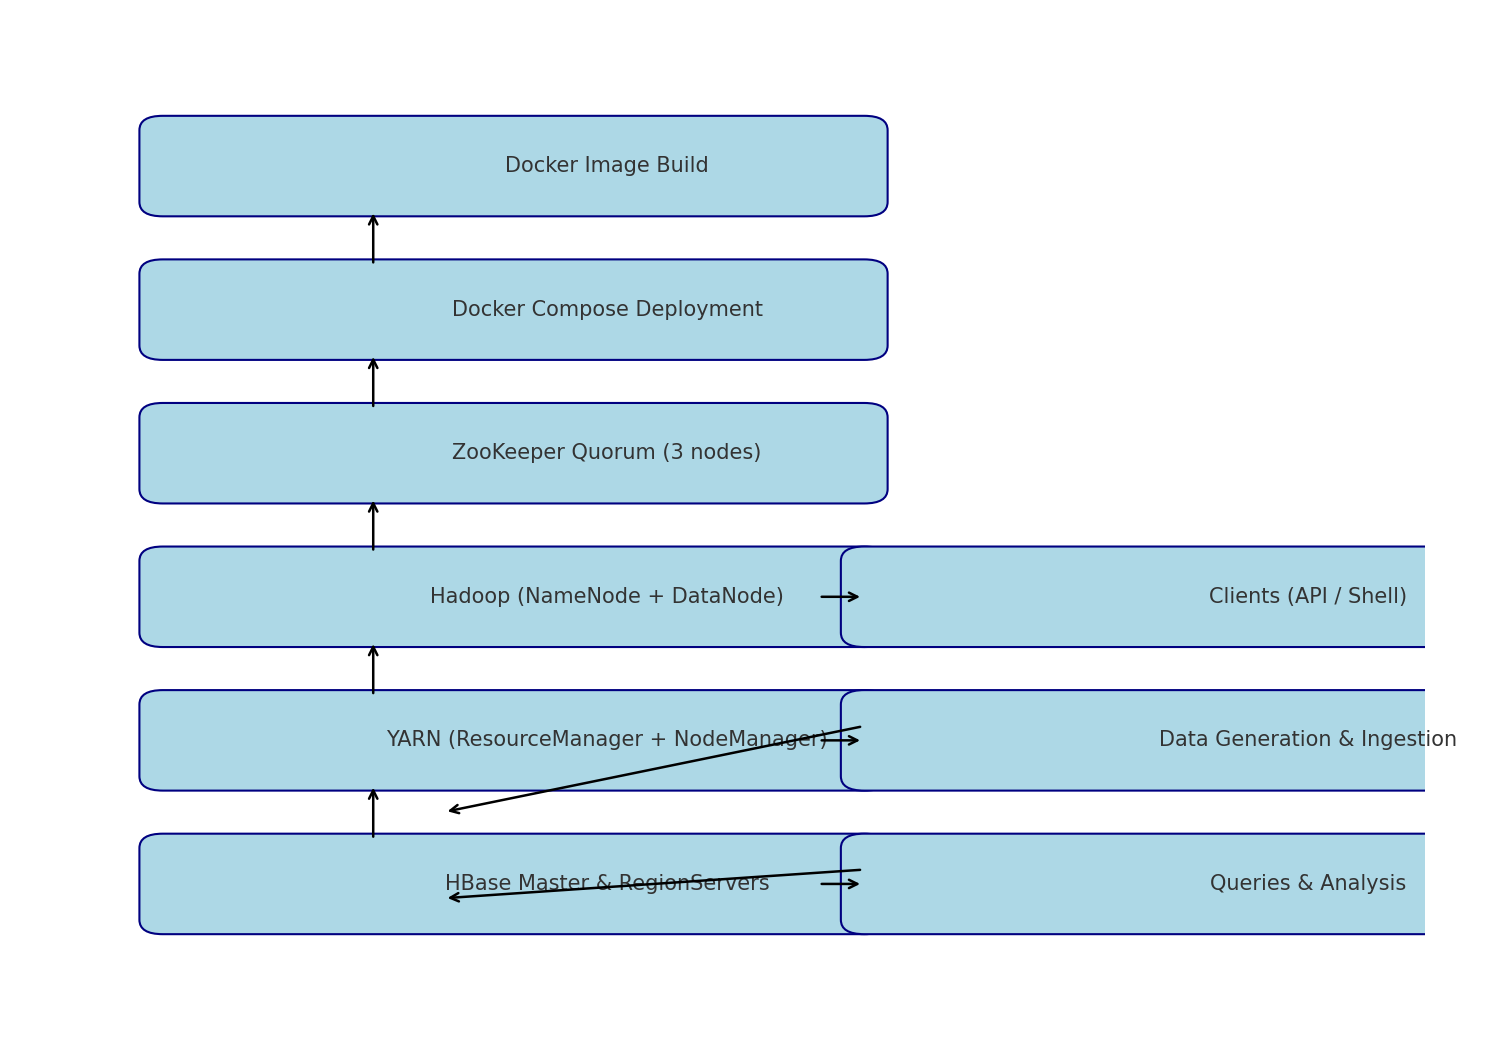 Docker Image Build
Docker Compose Deployment
ZooKeeper Quorum (3 nodes)
Hadoop (NameNode + DataNode)
Clients (API / Shell)
YARN (ResourceManager + NodeManager)
Data Generation & Ingestion
HBase Master & RegionServers
Queries & Analysis